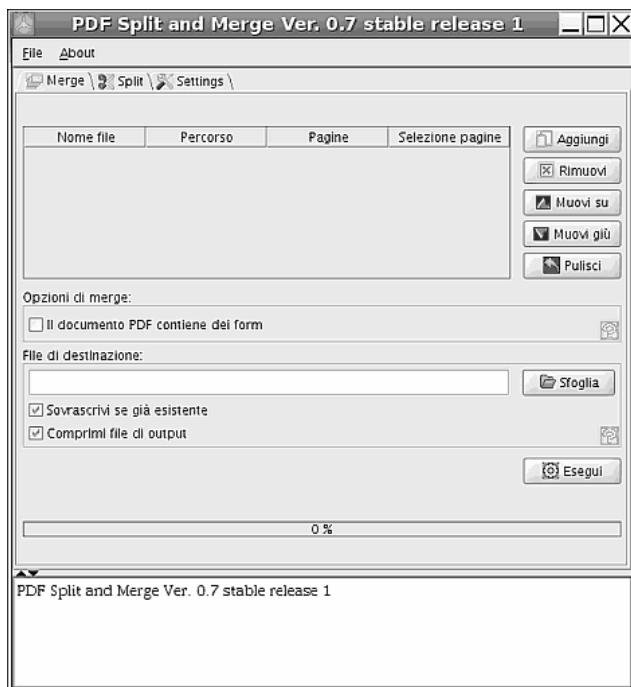 PDF Split and Merge Ver. 0.7 stable release 1
File About
Merge Split Settings
Nome file Percorso Pagine Selezione pagine
Aggiungi
Rimuovi
Muovi su
Muovi giù
Pulisci
Opzioni di merge:
Il documento PDF contiene dei form
File di destinazione:
Sfoglia
Sovrascrivi se già esistente
Comprimi file di output
Esegui
0 %
PDF Split and Merge Ver. 0.7 stable release 1